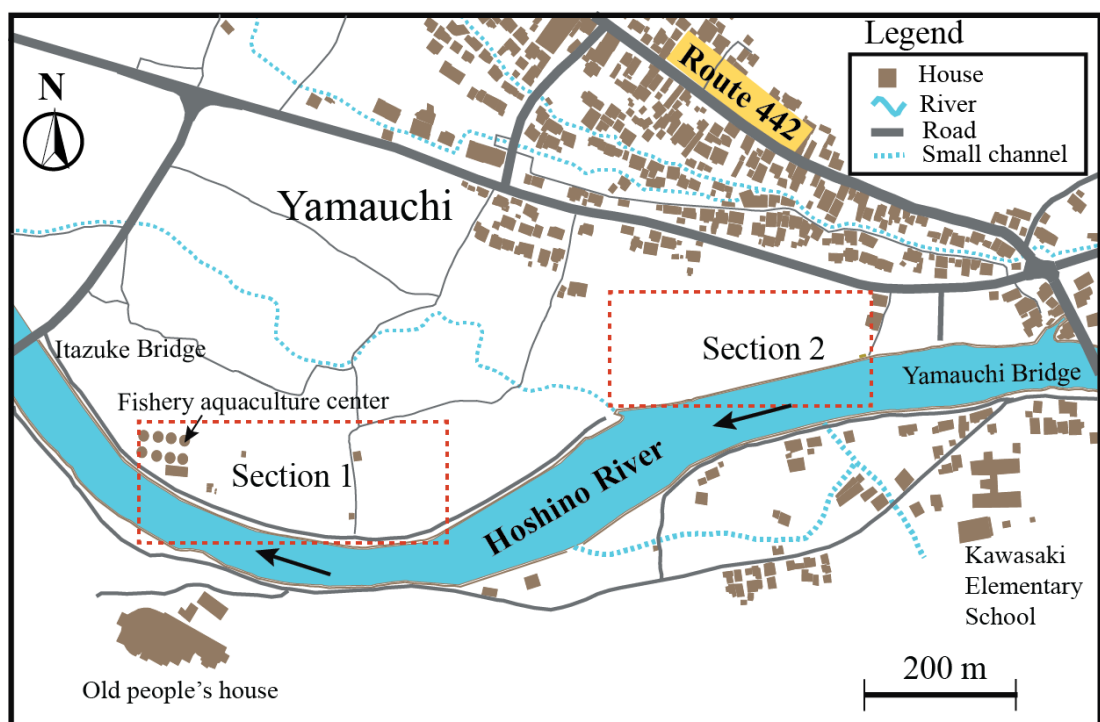 Legend
House
River
Road
Small channel
N
Route 442
Yamauchi
Section 2
Itazuke Bridge
Yamauchi Bridge
Fishery aquaculture center
Section 1
Hoshino River
Kawasaki
Elementary
School
200 m
Old people's house